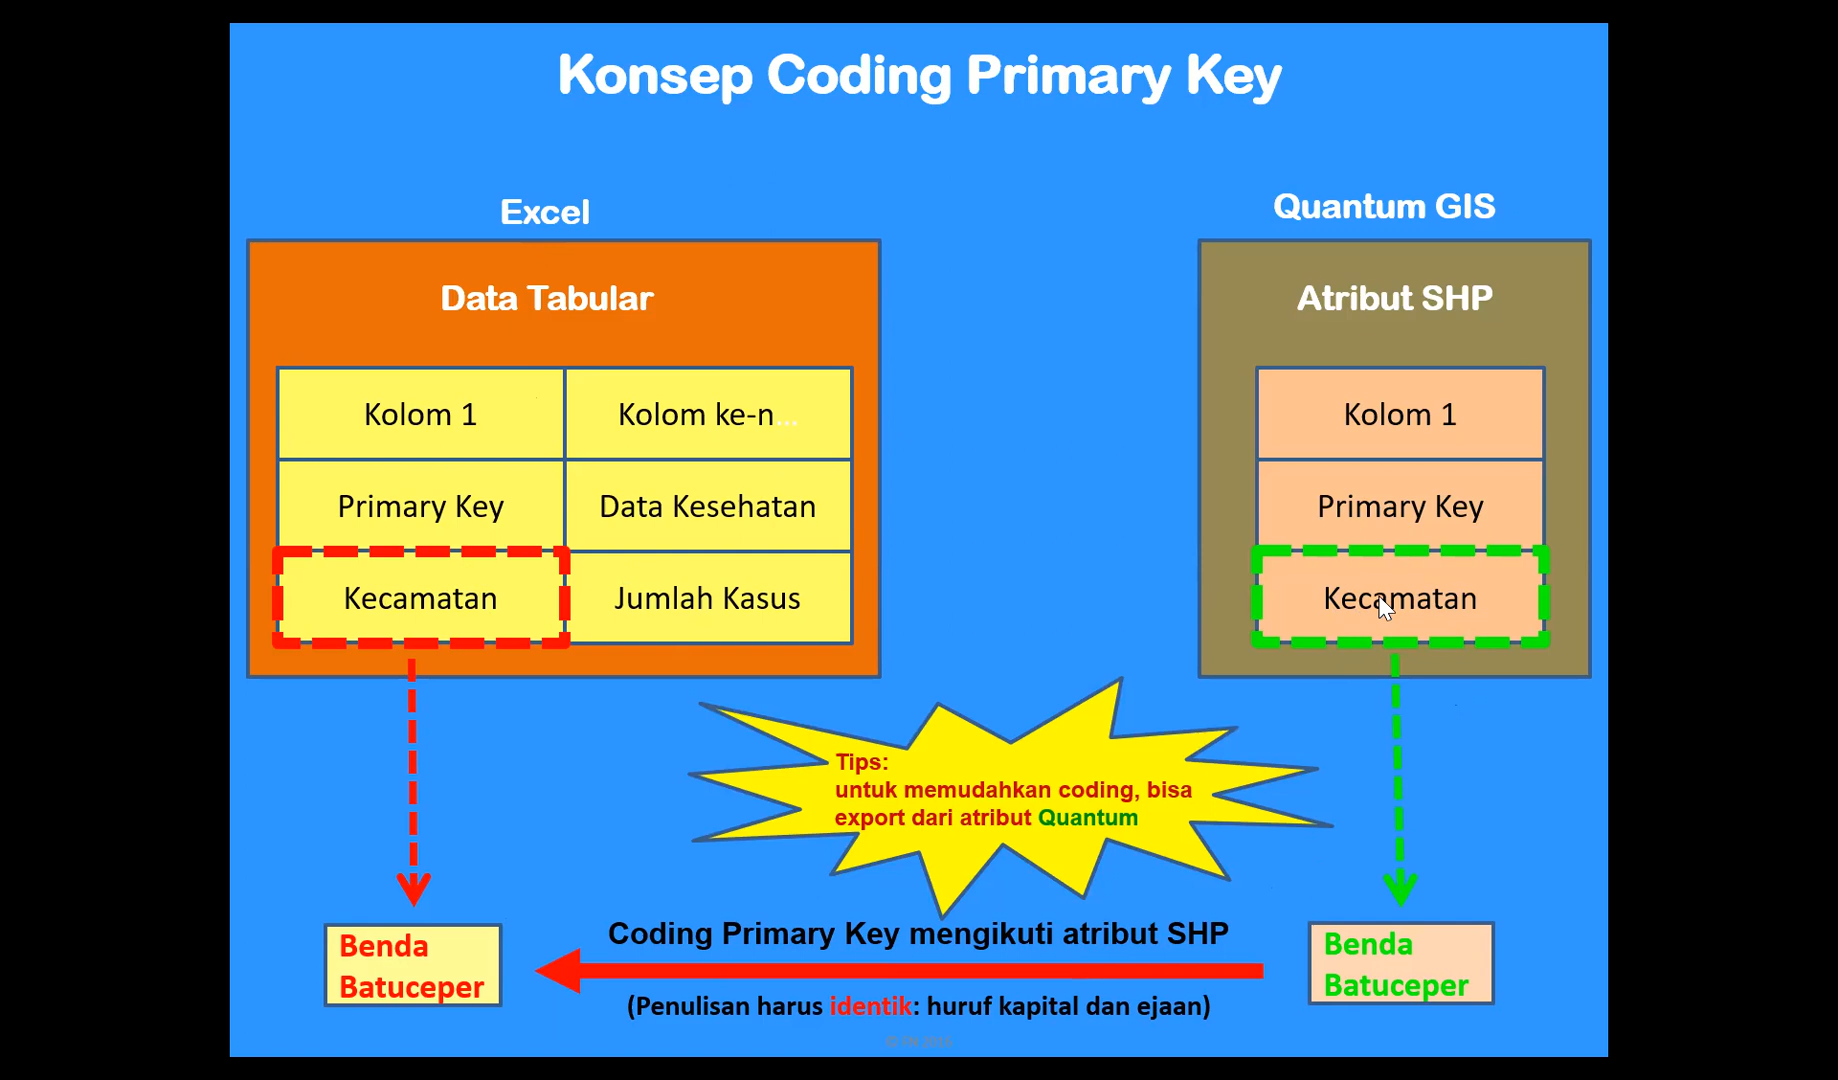 Konsep Coding Primary Key
Excel
Quantum GIS
Data Tabular
Atribut SHP
Kolom 1
Kolom ke-n...
Kolom 1
Primary Key
Data Kesehatan
Primary Key
Kecamatan
Jumlah Kasus
Kecamatan
Tips:
untuk memudahkan coding, bisa
export dari atribut Quantum
Coding Primary Key mengikuti atribut SHP
Benda
Batuceper
Benda
Batuceper
(Penulisan harus identik: huruf kapital dan ejaan)